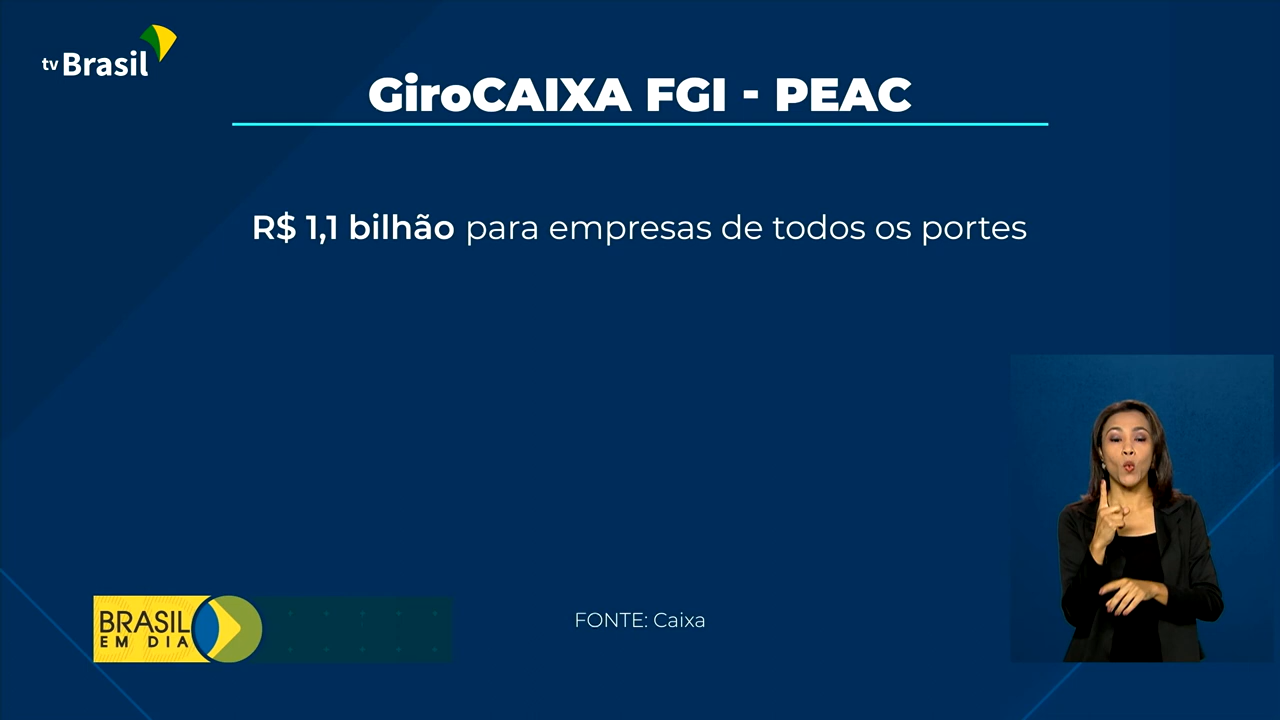 tv Brasil
GiroCAIXA FGI - PEAC
R$ 1,1 bilhão para empresas de todos os portes
BRASIL
EM DIA
FONTE: Caixa